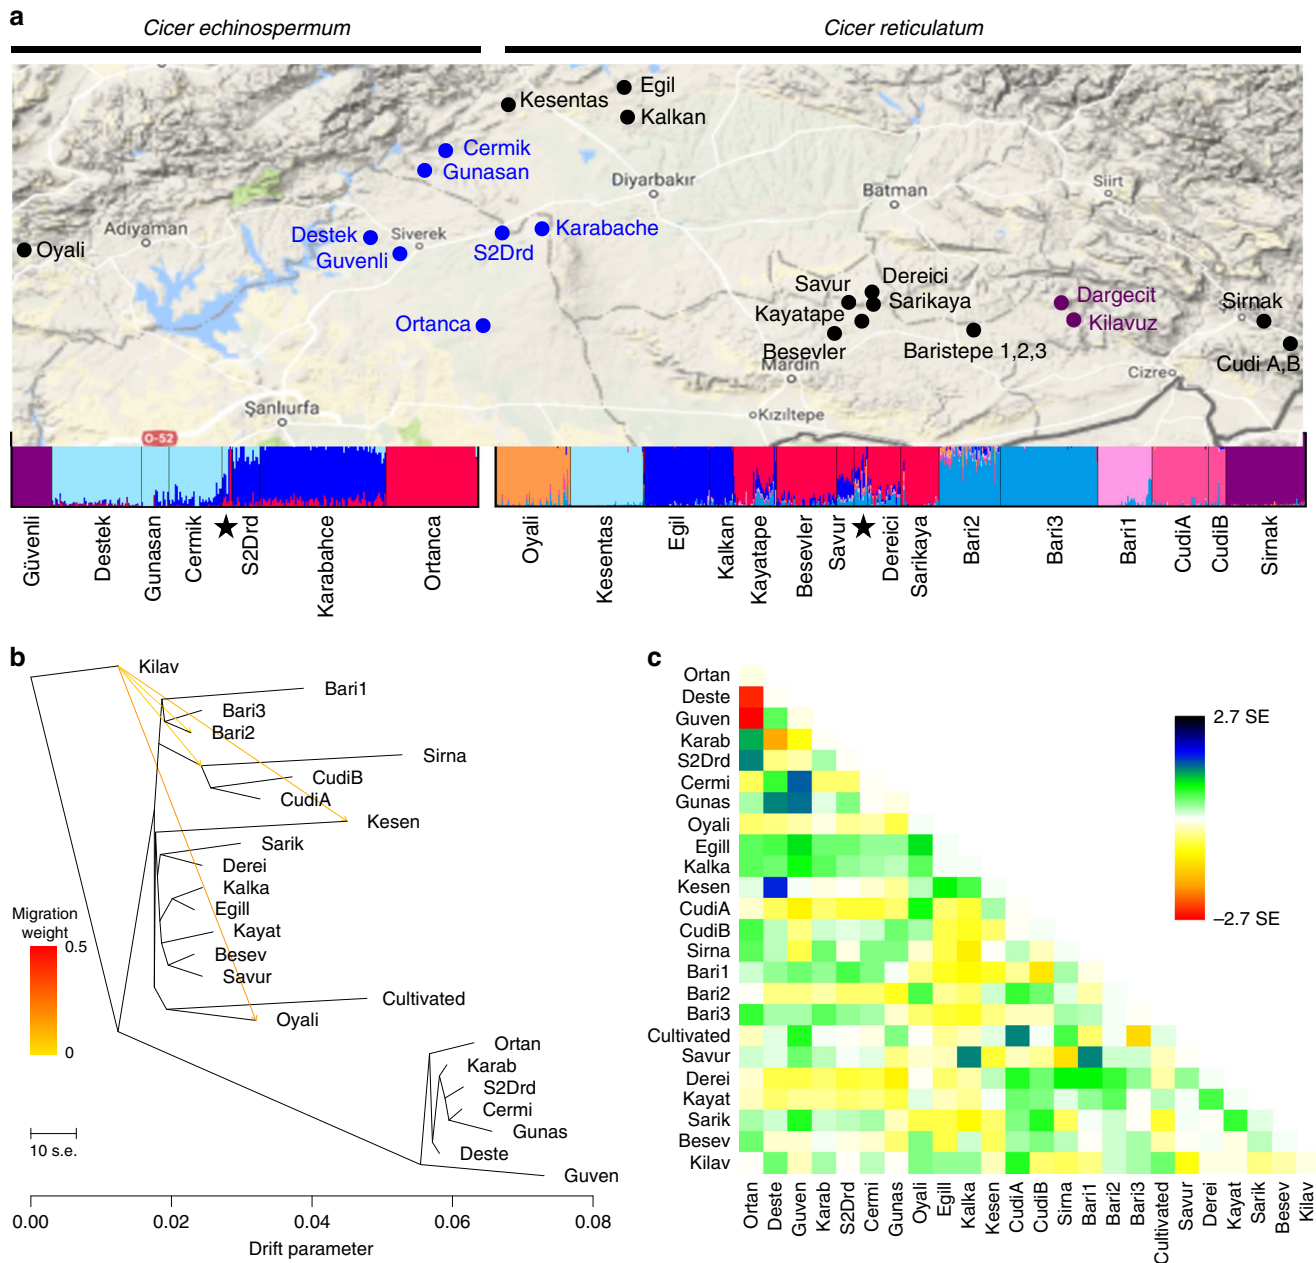 a
Cicer echinospermum
Cicer reticulatum
Egil
Kesentas
Kalkan
Cermik
Gunasan
Diyarbakır
Batman
Siirt
Adıyaman
Destek
Siverek
Karabache
Oyali
Guvenli
S2Drd
Savur
Dereici
Dargecit
Sarikaya
Sirnak
Kayatape
Kilavuz
Ortanca
Besevler
Baristepe 1,2,3
Mardin
Cizre
Cudi A,B
Şanlıurfa
Kızıltepe
O-52
Güvenli
Destek
Gunasan
Cermik
S2Drd
Karabahce
Ortanca
Oyali
Kesentas
Egil
Kalkan
Kayatape
Besevler
Savur
Dereici
Sarikaya
Bari2
Bari3
Bari1
CudiA
CudiB
Sirnak
b
Kilav
Bari1
Bari3
Bari2
Sirna
CudiB
CudiA
Kesen
Sarik
Derei
Kalka
Egill
Kayat
Besev
Savur
Cultivated
Oyali
Ortan
Karab
S2Drd
Cermi
Gunas
Deste
Guven
Migration
weight
0.5
0
10 s.e.
0.00
0.02
0.04
0.06
0.08
Drift parameter
c
Ortan
Deste
Guven
Karab
S2Drd
Cermi
Gunas
Oyali
Egill
Kalka
Kesen
CudiA
CudiB
Sirna
Bari1
Bari2
Bari3
Cultivated
Savur
Derei
Kayat
Sarik
Besev
Kilav
2.7 SE
−2.7 SE
Ortan
Deste
Guven
Karab
S2Drd
Cermi
Gunas
Oyali
Egill
Kalka
Kesen
CudiA
CudiB
Sirna
Bari1
Bari2
Bari3
Cultivated
Savur
Derei
Kayat
Sarik
Besev
Kilav